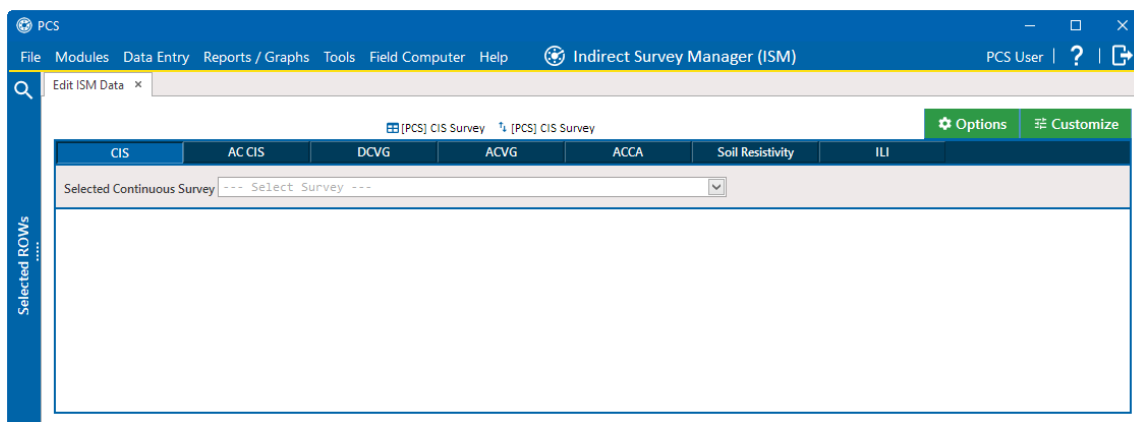 PCS
File Modules Data Entry Reports / Graphs Tools Field Computer Help Indirect Survey Manager (ISM) PCS User | ? |
Edit ISM Data ×
[PCS] CIS Survey [PCS] CIS Survey Options Customize
CIS AC CIS DCVG ACVG ACCA Soil Resistivity ILI
Selected Continuous Survey --- Select Survey ---
Selected ROWs